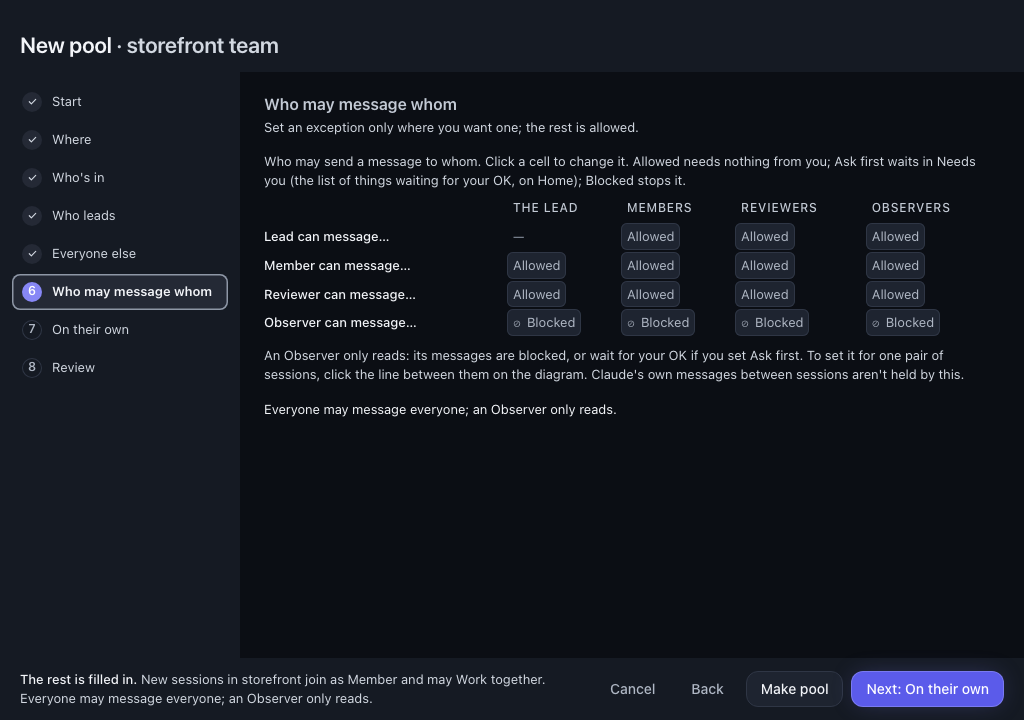 New pool · storefront team
Start
Where
Who's in
Who leads
Everyone else
6 Who may message whom
7 On their own
8 Review
Who may message whom
Set an exception only where you want one; the rest is allowed.
Who may send a message to whom. Click a cell to change it. Allowed needs nothing from you; Ask first waits in Needs
you (the list of things waiting for your OK, on Home); Blocked stops it.
THE LEAD MEMBERS REVIEWERS OBSERVERS
Lead can message... — Allowed Allowed Allowed
Member can message... Allowed Allowed Allowed Allowed
Reviewer can message... Allowed Allowed Allowed Allowed
Observer can message... Blocked Blocked Blocked Blocked
An Observer only reads: its messages are blocked, or wait for your OK if you set Ask first. To set it for one pair of
sessions, click the line between them on the diagram. Claude's own messages between sessions aren't held by this.
Everyone may message everyone; an Observer only reads.
The rest is filled in. New sessions in storefront join as Member and may Work together.
Everyone may message everyone; an Observer only reads.
Cancel Back Make pool Next: On their own